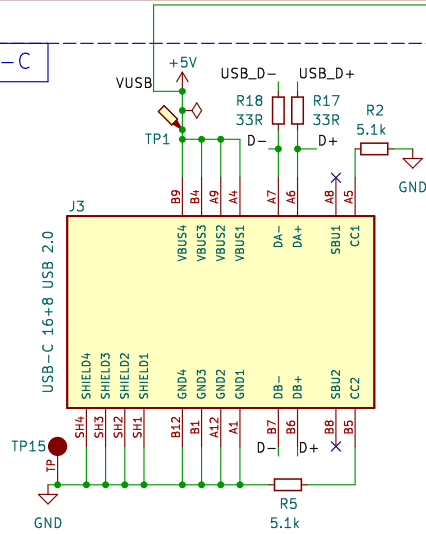 -C
+5V
VUSB
USB_D-
USB_D+
R18
33R
R17
33R
R2
5.1k
TP1
D-
D+
GND
J3
B9
B4
A9
A4
A7
A6
A8
A5
VBUS4
VBUS3
VBUS2
VBUS1
DA-
DA+
SBU1
CC1
USB-C 16+8 USB 2.0
SHIELD4
SHIELD3
SHIELD2
SHIELD1
GND4
GND3
GND2
GND1
DB-
DB+
SBU2
CC2
SH4
SH3
SH2
SH1
B12
B1
A12
A1
B7
B6
B8
B5
D-
D+
TP15
TP
GND
R5
5.1k